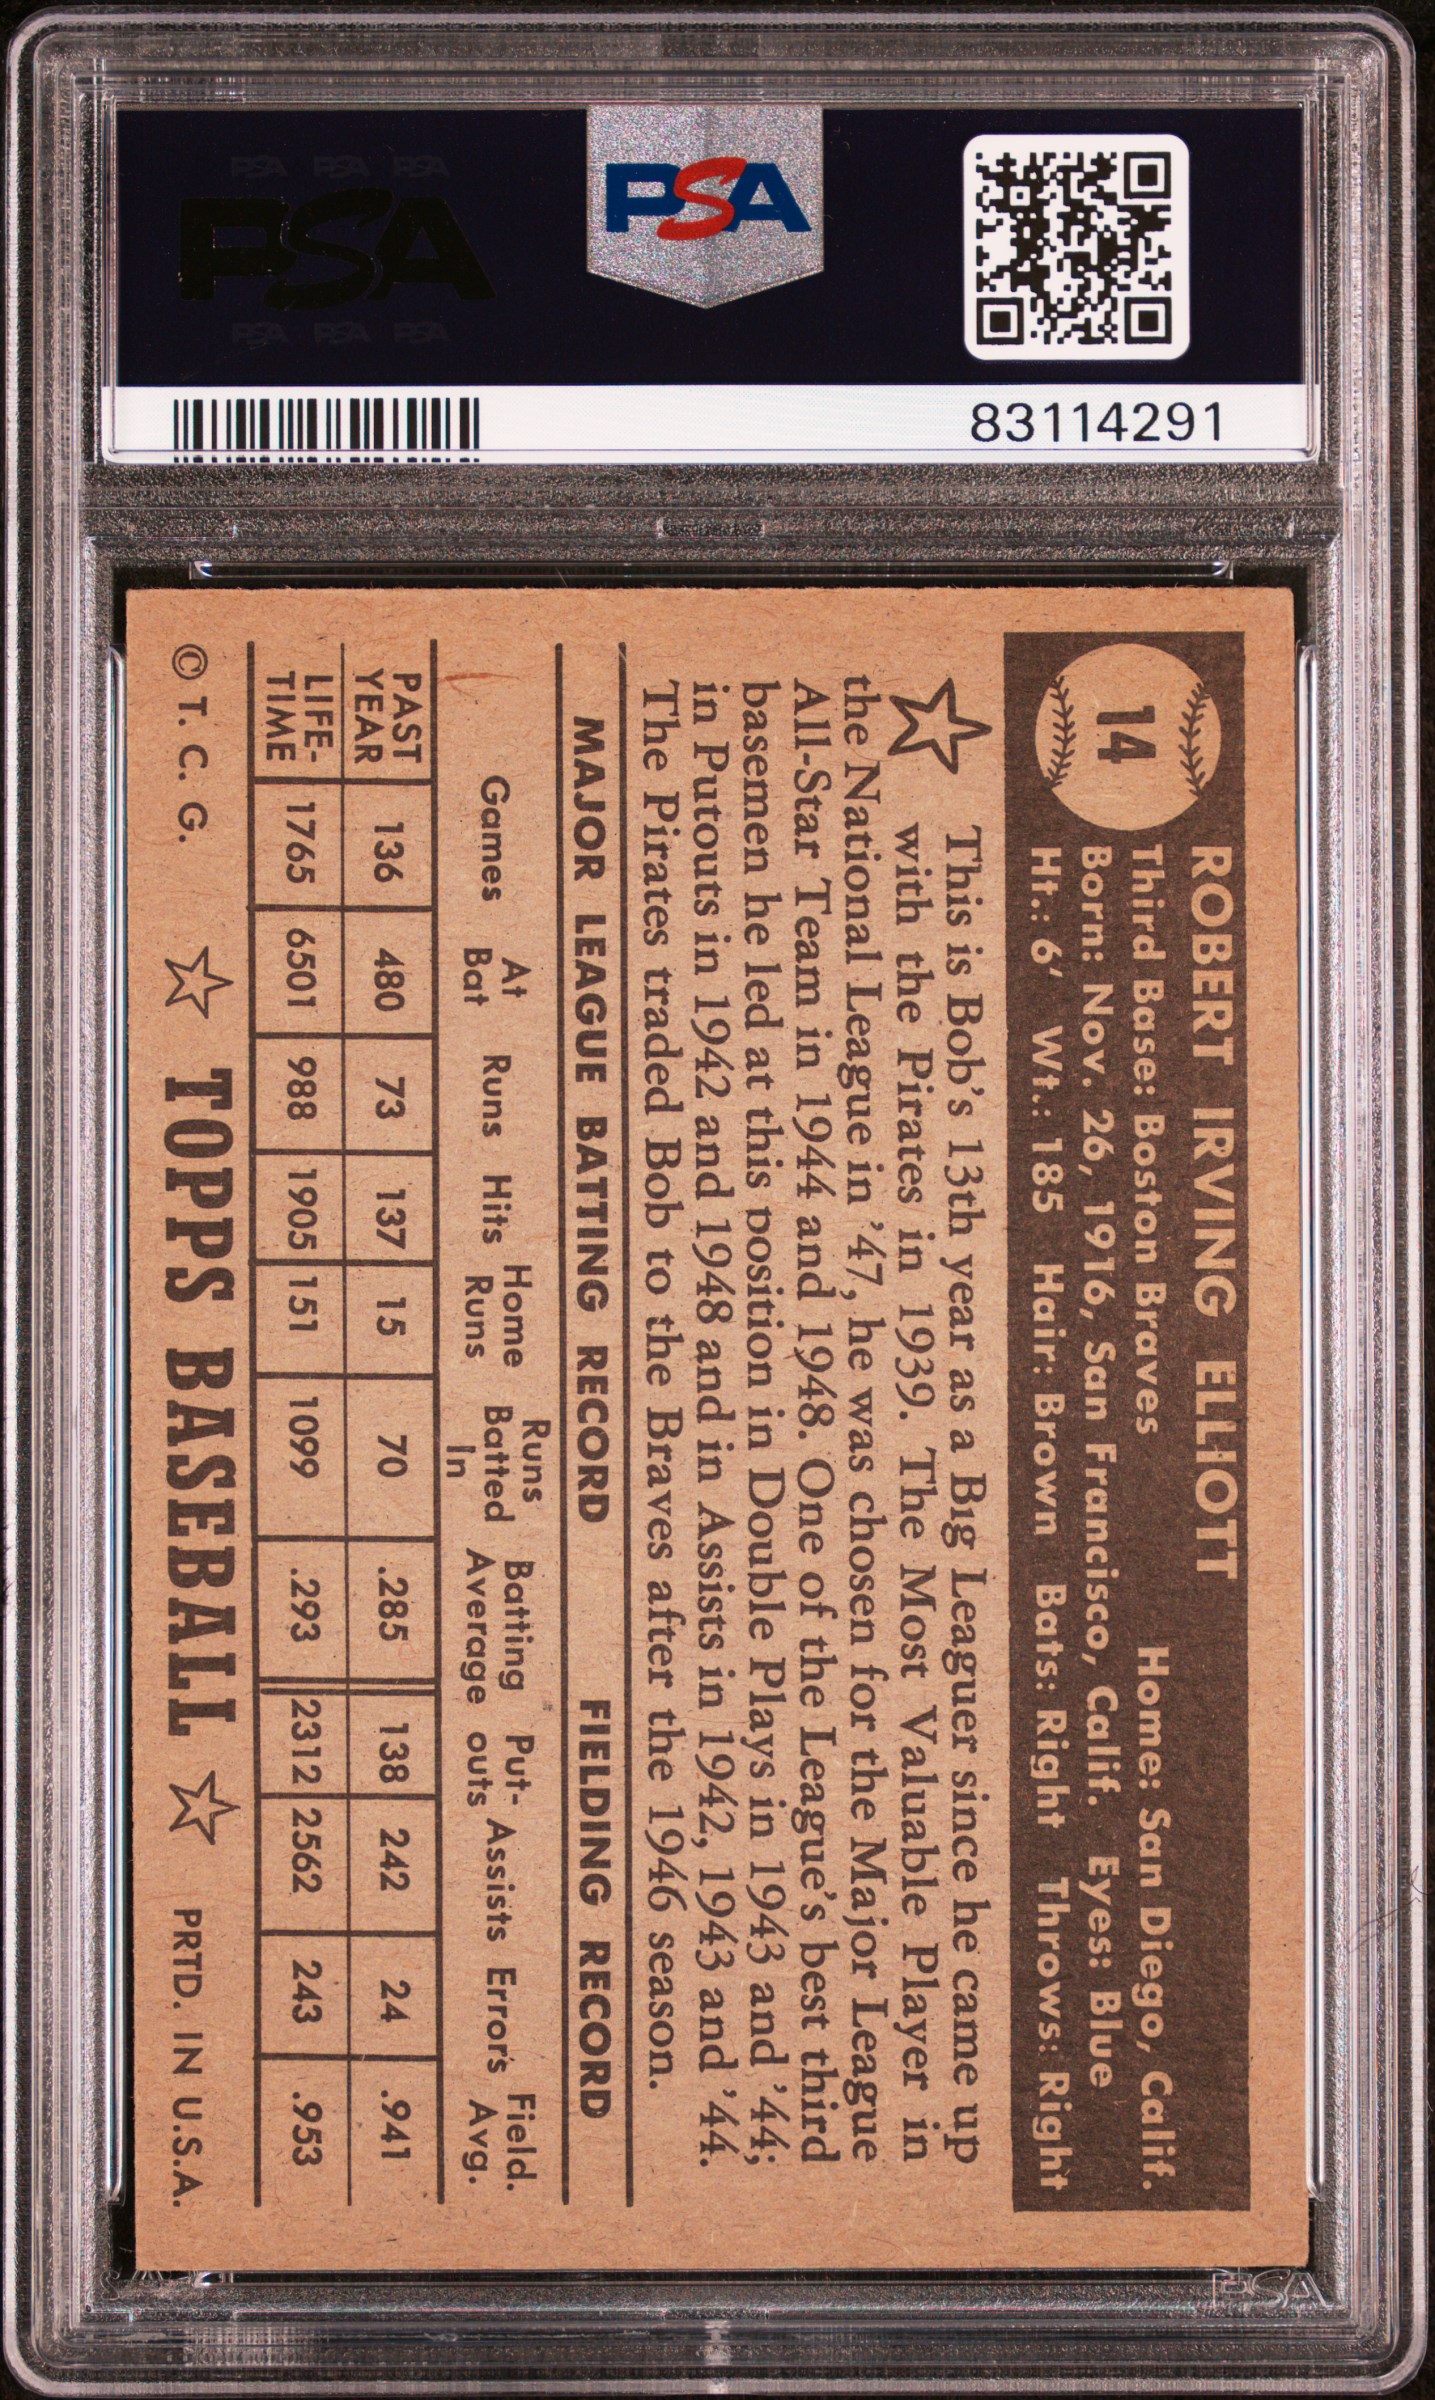 PSA PSA PSA
PSA
PSA PSA PSA
PSA
83114291
14
ROBERT IRVING ELLIOTT
Third Base: Boston Braves Home: San Diego, Calif.
Born: Nov. 26, 1916, San Francisco, Calif. Eyes: Blue
Ht.: 6' Wt.: 185 Hair: Brown Bats: Right Throws: Right
This is Bob's 13th year as a Big Leaguer since he came up
with the Pirates in 1939. The Most Valuable Player in
the National League in '47, he was chosen for the Major League
All-Star Team in 1944 and 1948. One of the League's best third
basemen he led at this position in Double Plays in 1943 and '44;
in Putouts in 1942 and 1948 and in Assists in 1942, 1943 and '44.
The Pirates traded Bob to the Braves after the 1946 season.
MAJOR LEAGUE BATTING RECORD FIELDING RECORD
Games At Bat Runs Hits Home Runs Runs Batted In Batting Average Put-outs Assists Errors Field. Avg.
PAST YEAR 136 480 73 137 15 70 .285 138 242 24 .941
LIFE-TIME 1765 6501 988 1905 151 1099 .293 2312 2562 243 .953
© T. C. G. TOPPS BASEBALL PRTD. IN U.S.A.
PSA